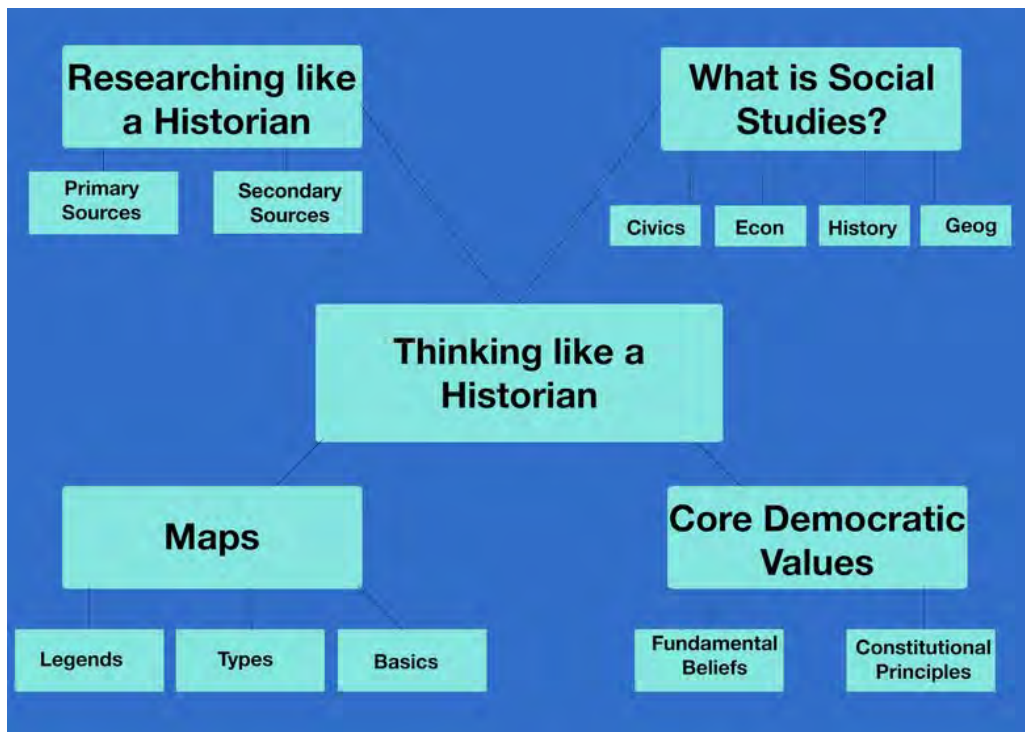 Researching like
a Historian
What is Social
Studies?
Primary
Sources
Secondary
Sources
Civics
Econ
History
Geog
Thinking like a
Historian
Maps
Core Democratic
Values
Legends
Types
Basics
Fundamental
Beliefs
Constitutional
Principles